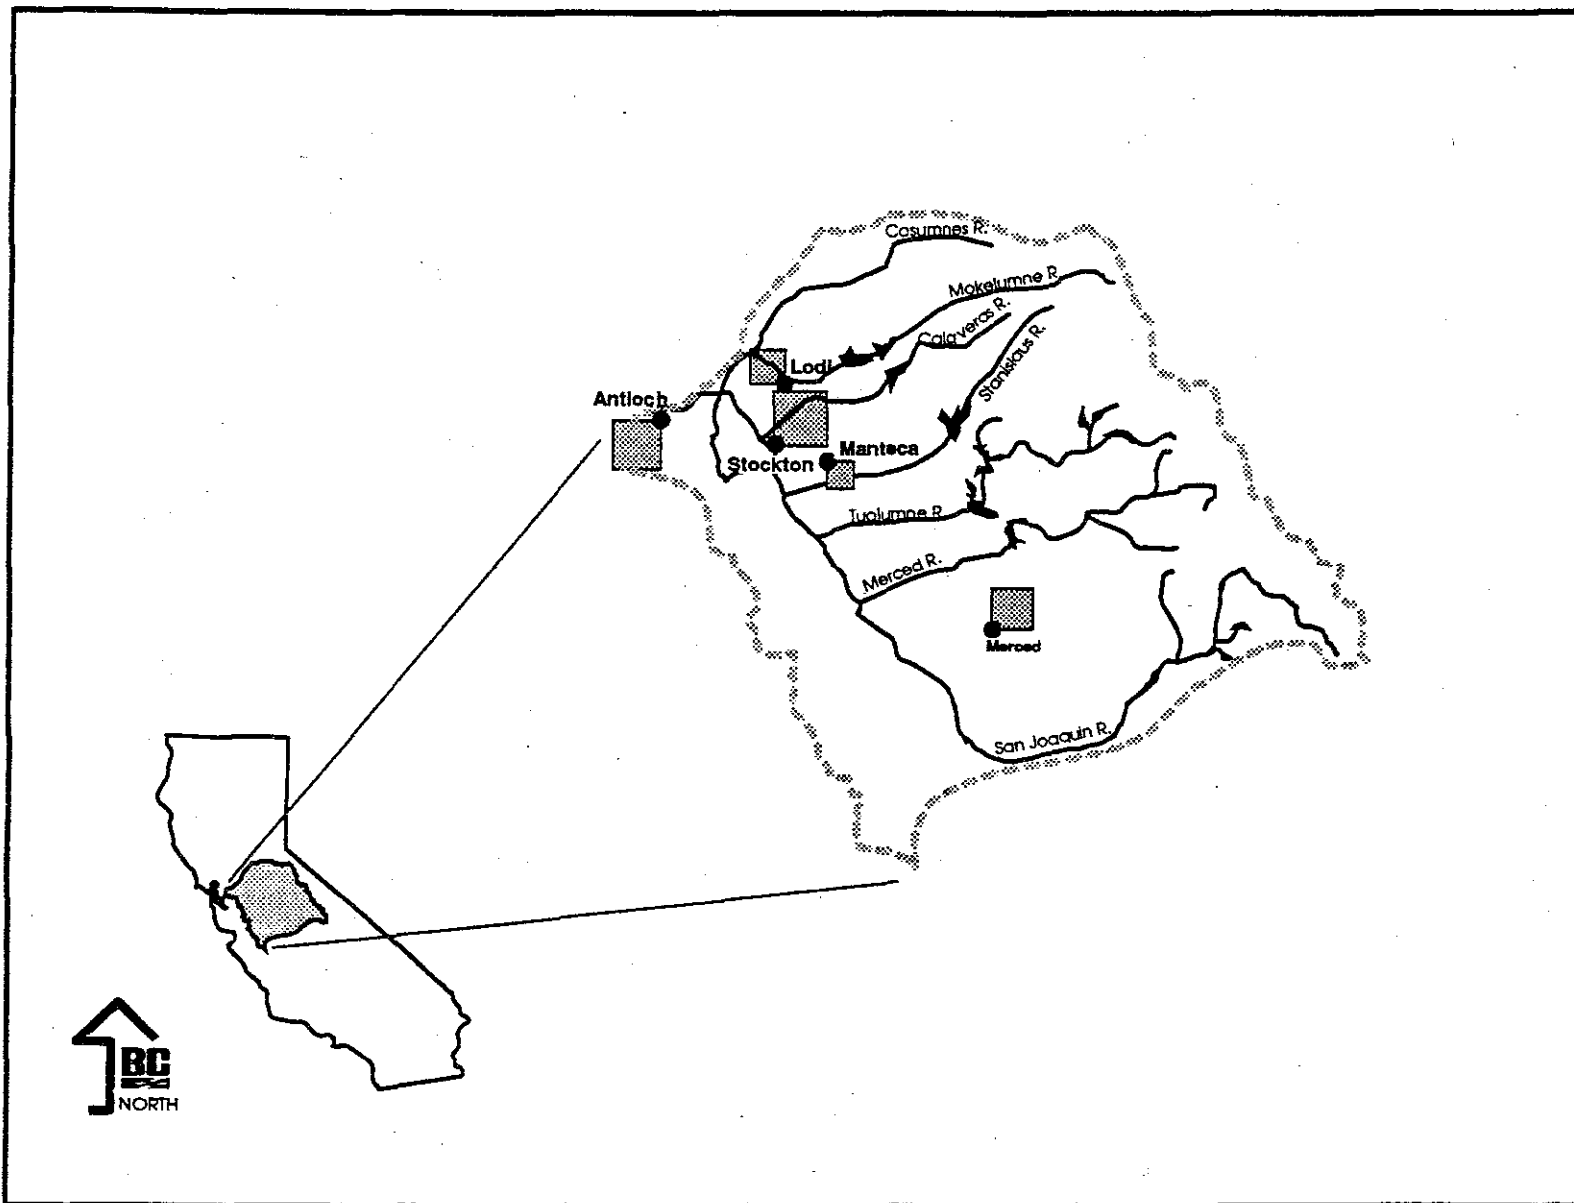 Cosumnes R.
Mokelumne R.
Calaveras R.
Stanislaus R.
Lodi
Antioch
Stockton
Manteca
Tuolumne R.
Merced R.
Merced
San Joaquin R.
BC
NORTH